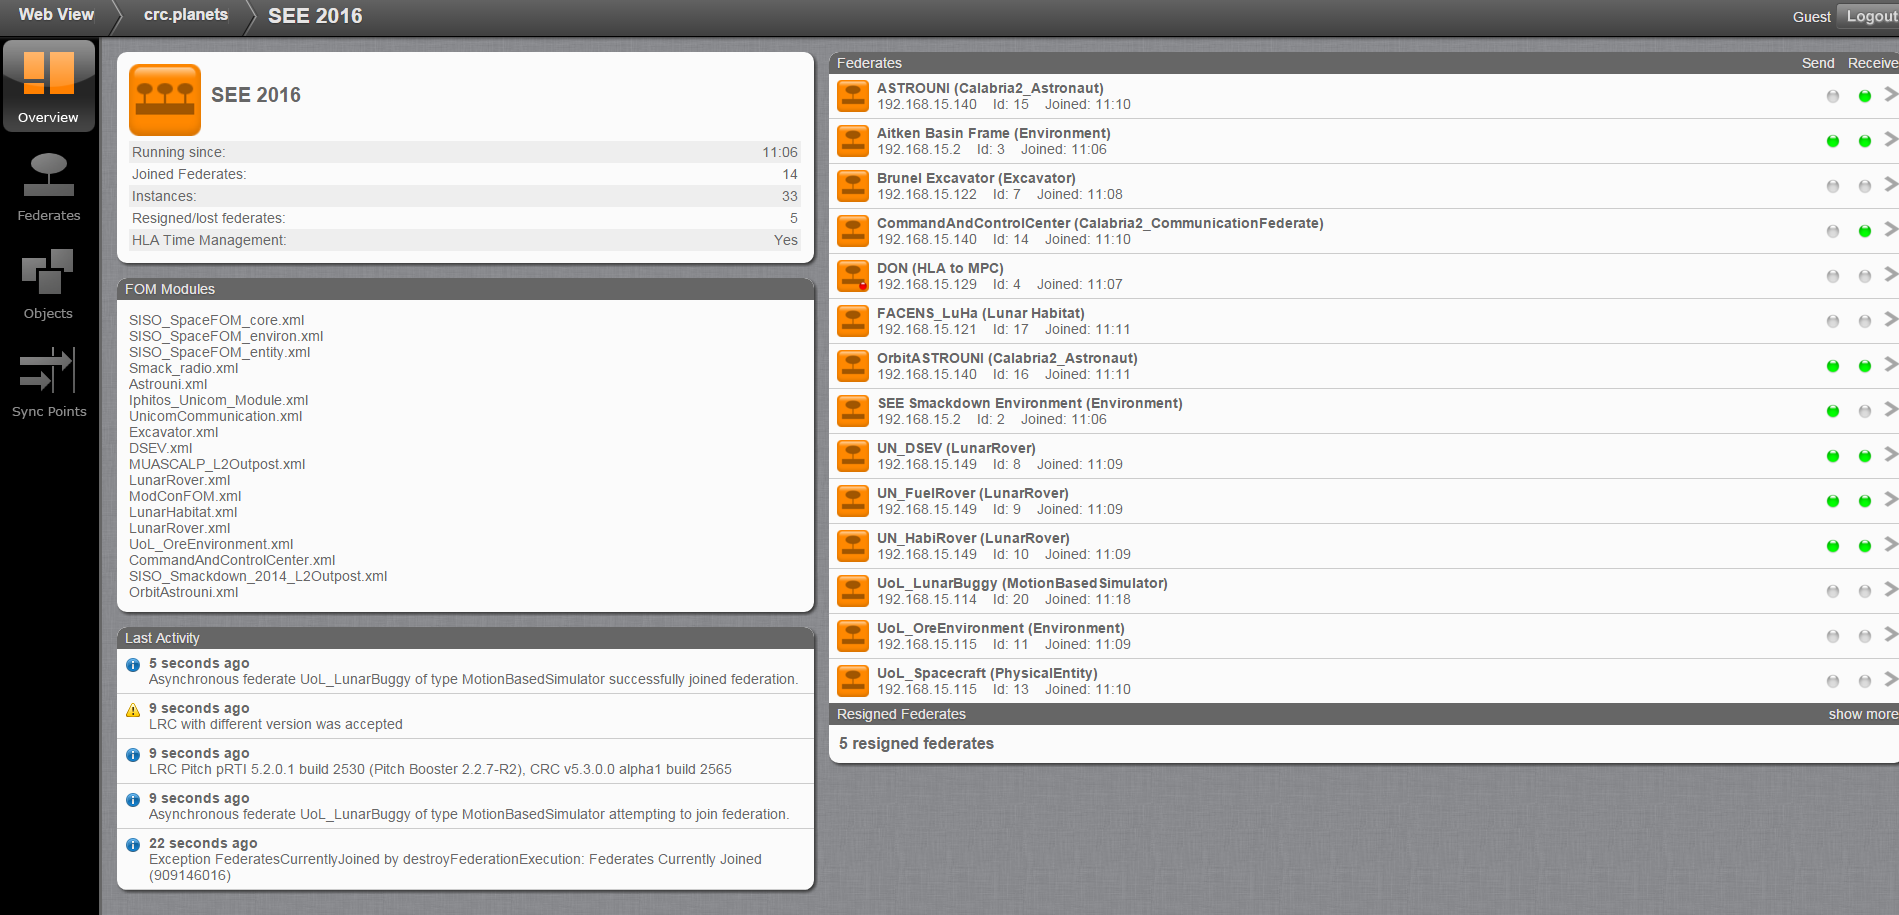 Web View
crc.planets
SEE 2016
Guest
Logout
Overview
Federates
Objects
Sync Points
SEE 2016
Running since: 11:06
Joined Federates: 14
Instances: 33
Resigned/lost federates: 5
HLA Time Management: Yes
FOM Modules
SISO_SpaceFOM_core.xml
SISO_SpaceFOM_environ.xml
SISO_SpaceFOM_entity.xml
Smack_radio.xml
Astrouni.xml
Iphitos_Unicom_Module.xml
UnicomCommunication.xml
Excavator.xml
DSEV.xml
MUASCALP_L2Outpost.xml
LunarRover.xml
ModConFOM.xml
LunarHabitat.xml
LunarRover.xml
UoL_OreEnvironment.xml
CommandAndControlCenter.xml
SISO_Smackdown_2014_L2Outpost.xml
OrbitAstrouni.xml
Last Activity
5 seconds ago
Asynchronous federate UoL_LunarBuggy of type MotionBasedSimulator successfully joined federation.
9 seconds ago
LRC with different version was accepted
9 seconds ago
LRC Pitch pRTI 5.2.0.1 build 2530 (Pitch Booster 2.2.7-R2), CRC v5.3.0.0 alpha1 build 2565
9 seconds ago
Asynchronous federate UoL_LunarBuggy of type MotionBasedSimulator attempting to join federation.
22 seconds ago
Exception FederatesCurrentlyJoined by destroyFederationExecution: Federates Currently Joined
(909146016)
Federates Send Receive
ASTROUNI (Calabria2_Astronaut)
192.168.15.140 Id: 15 Joined: 11:10
Aitken Basin Frame (Environment)
192.168.15.2 Id: 3 Joined: 11:06
Brunel Excavator (Excavator)
192.168.15.122 Id: 7 Joined: 11:08
CommandAndControlCenter (Calabria2_CommunicationFederate)
192.168.15.140 Id: 14 Joined: 11:10
DON (HLA to MPC)
192.168.15.129 Id: 4 Joined: 11:07
FACENS_LuHa (Lunar Habitat)
192.168.15.121 Id: 17 Joined: 11:11
OrbitASTROUNI (Calabria2_Astronaut)
192.168.15.140 Id: 16 Joined: 11:11
SEE Smackdown Environment (Environment)
192.168.15.2 Id: 2 Joined: 11:06
UN_DSEV (LunarRover)
192.168.15.149 Id: 8 Joined: 11:09
UN_FuelRover (LunarRover)
192.168.15.149 Id: 9 Joined: 11:09
UN_HabiRover (LunarRover)
192.168.15.149 Id: 10 Joined: 11:09
UoL_LunarBuggy (MotionBasedSimulator)
192.168.15.114 Id: 20 Joined: 11:18
UoL_OreEnvironment (Environment)
192.168.15.115 Id: 11 Joined: 11:09
UoL_Spacecraft (PhysicalEntity)
192.168.15.115 Id: 13 Joined: 11:10
Resigned Federates show more
5 resigned federates